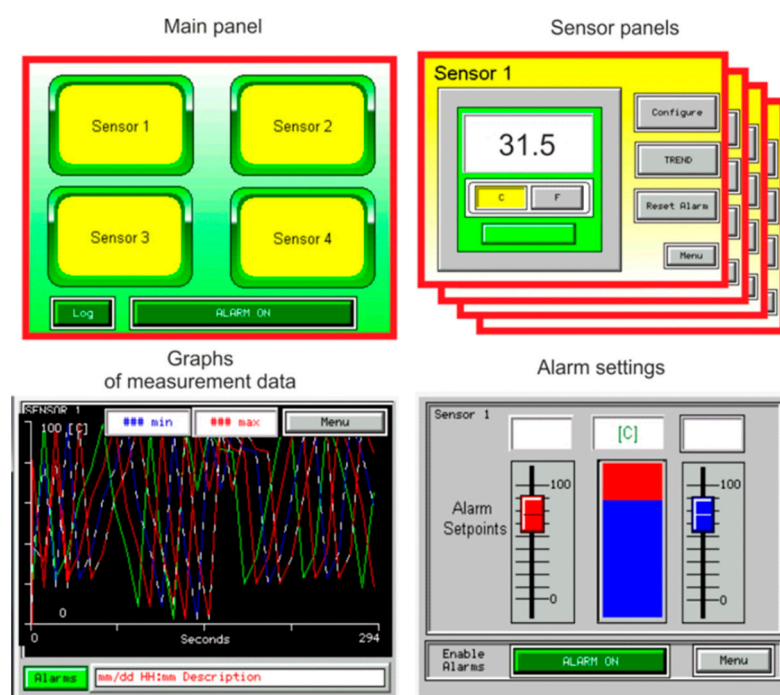 Main panel
Sensor panels
Sensor 1
Sensor 2
Sensor 3
Sensor 4
Log
ALARM ON
Sensor 1
31.5
C
F
Configure
TREND
Reset Alarm
Menu
Graphs
of measurement data
SENSOR 1
100 [C]
### min
### max
Menu
0
0
Seconds
294
Alarms
mm/dd HH:mm Description
Alarm settings
Sensor 1
[C]
Alarm
Setpoints
100
0
100
0
Enable
Alarms
ALARM ON
Menu